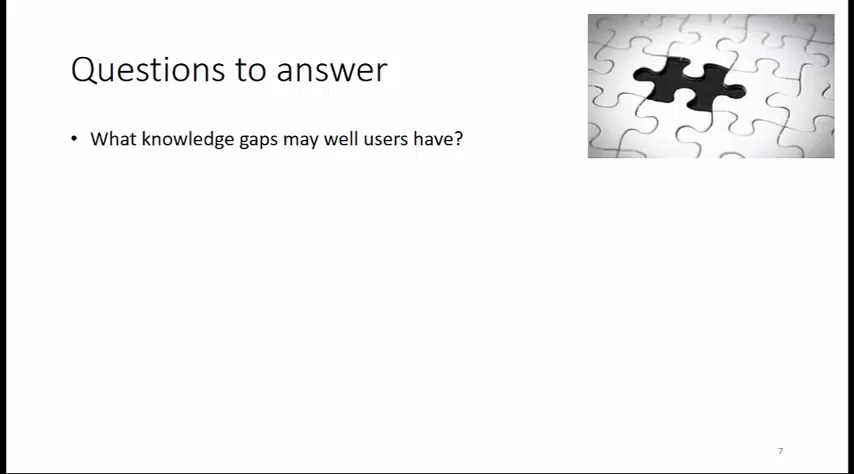 Questions to answer
• What knowledge gaps may well users have?
7